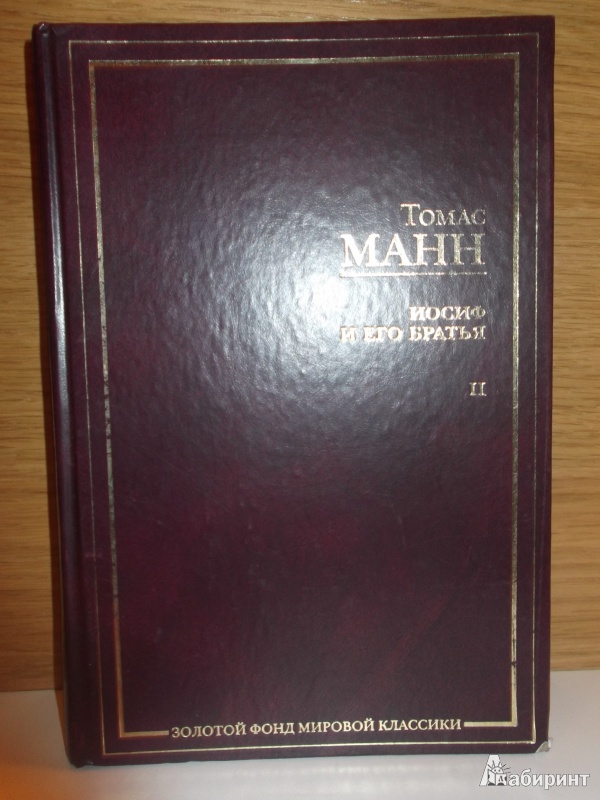 Томас
МАНН
ИОСИФ
И ЕГО БРАТЬЯ
II
ЗОЛОТОЙ ФОНД МИРОВОЙ КЛАССИКИ
Лабиринт